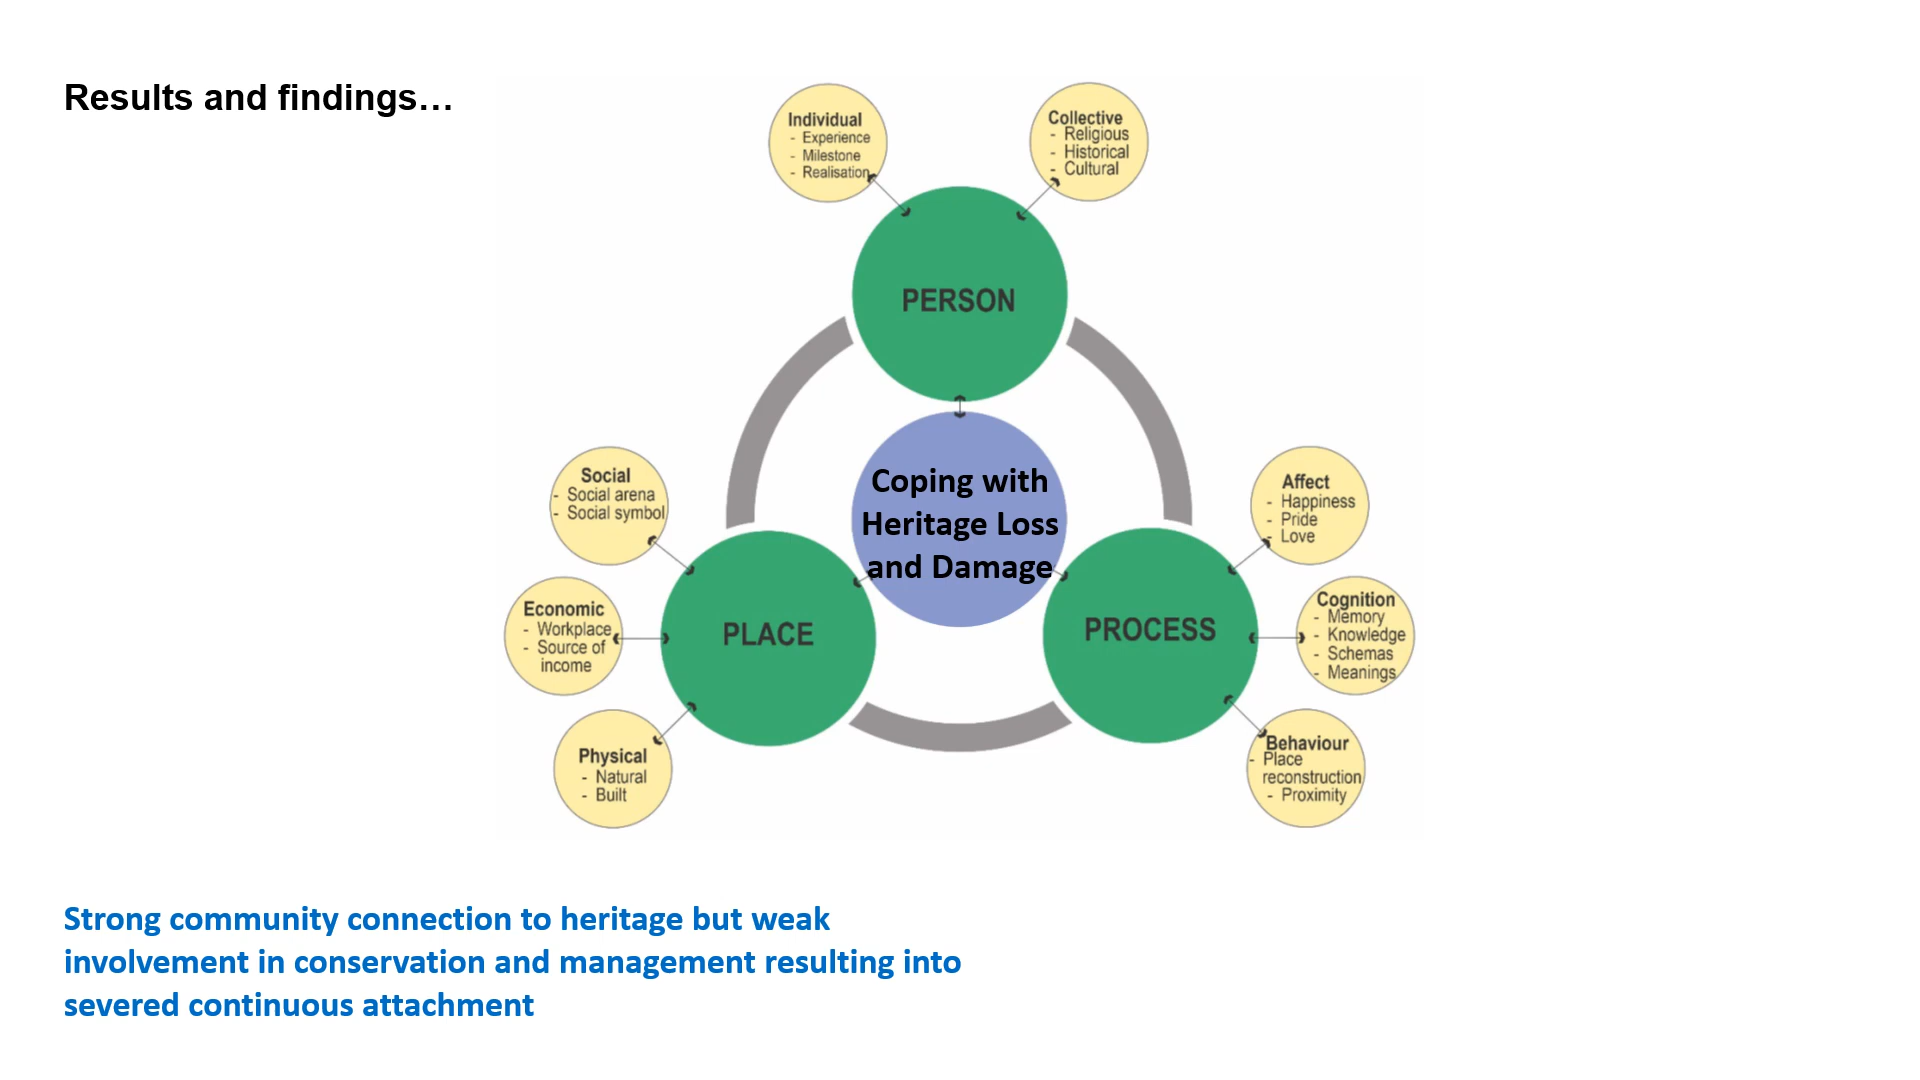 Results and findings…
Individual
- Experience
- Milestone
- Realisation
Collective
- Religious
- Historical
- Cultural
PERSON
Coping with
Heritage Loss
and Damage
Social
- Social arena
- Social symbol
Economic
- Workplace
- Source of
income
Physical
- Natural
- Built
PLACE
PROCESS
Affect
- Happiness
- Pride
- Love
Cognition
- Memory
- Knowledge
- Schemas
- Meanings
Behaviour
- Place
reconstruction
- Proximity
Strong community connection to heritage but weak
involvement in conservation and management resulting into
severed continuous attachment